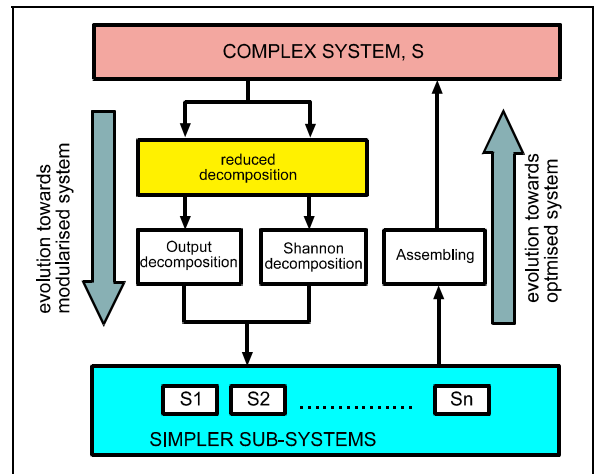 COMPLEX SYSTEM, S
evolution towards
modularised system
reduced
decomposition
Output
decomposition
Shannon
decomposition
Assembling
evolution towards
optmised system
S1
S2
Sn
SIMPLER SUB-SYSTEMS